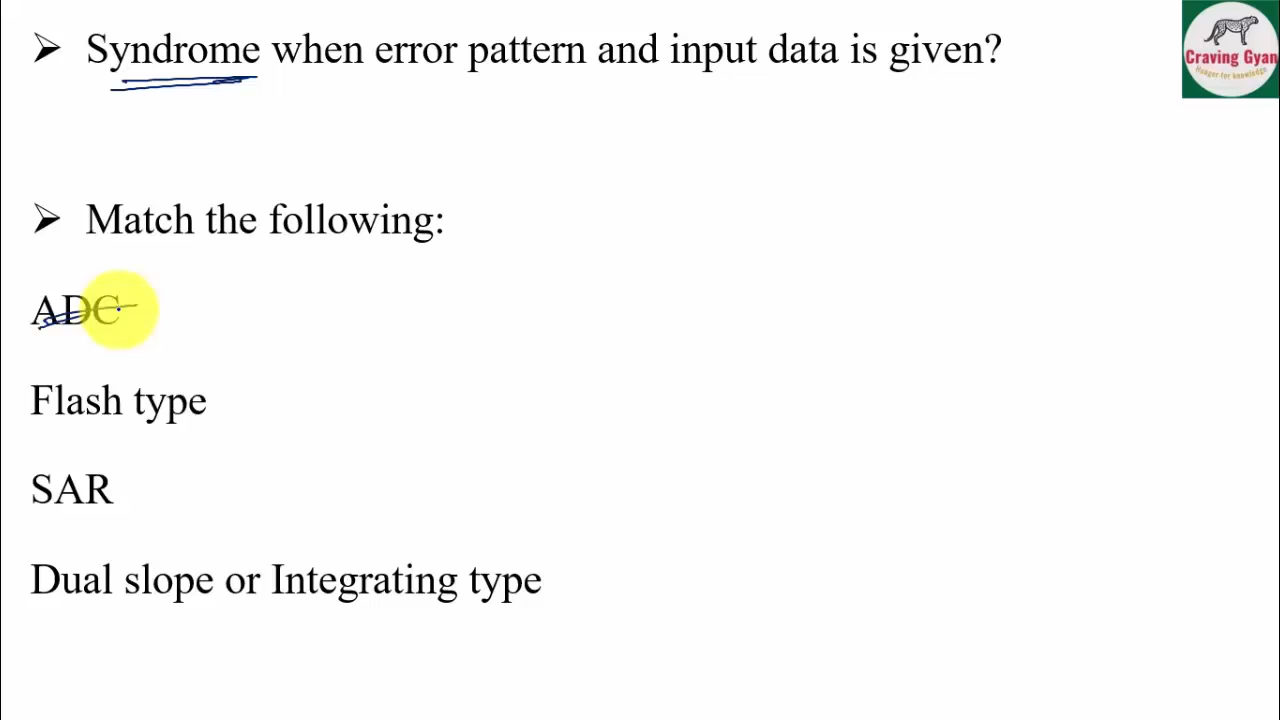 Syndrome when error pattern and input data is given?
Craving Gyan
Hunger for knowledge
Match the following:
ADC
Flash type
SAR
Dual slope or Integrating type